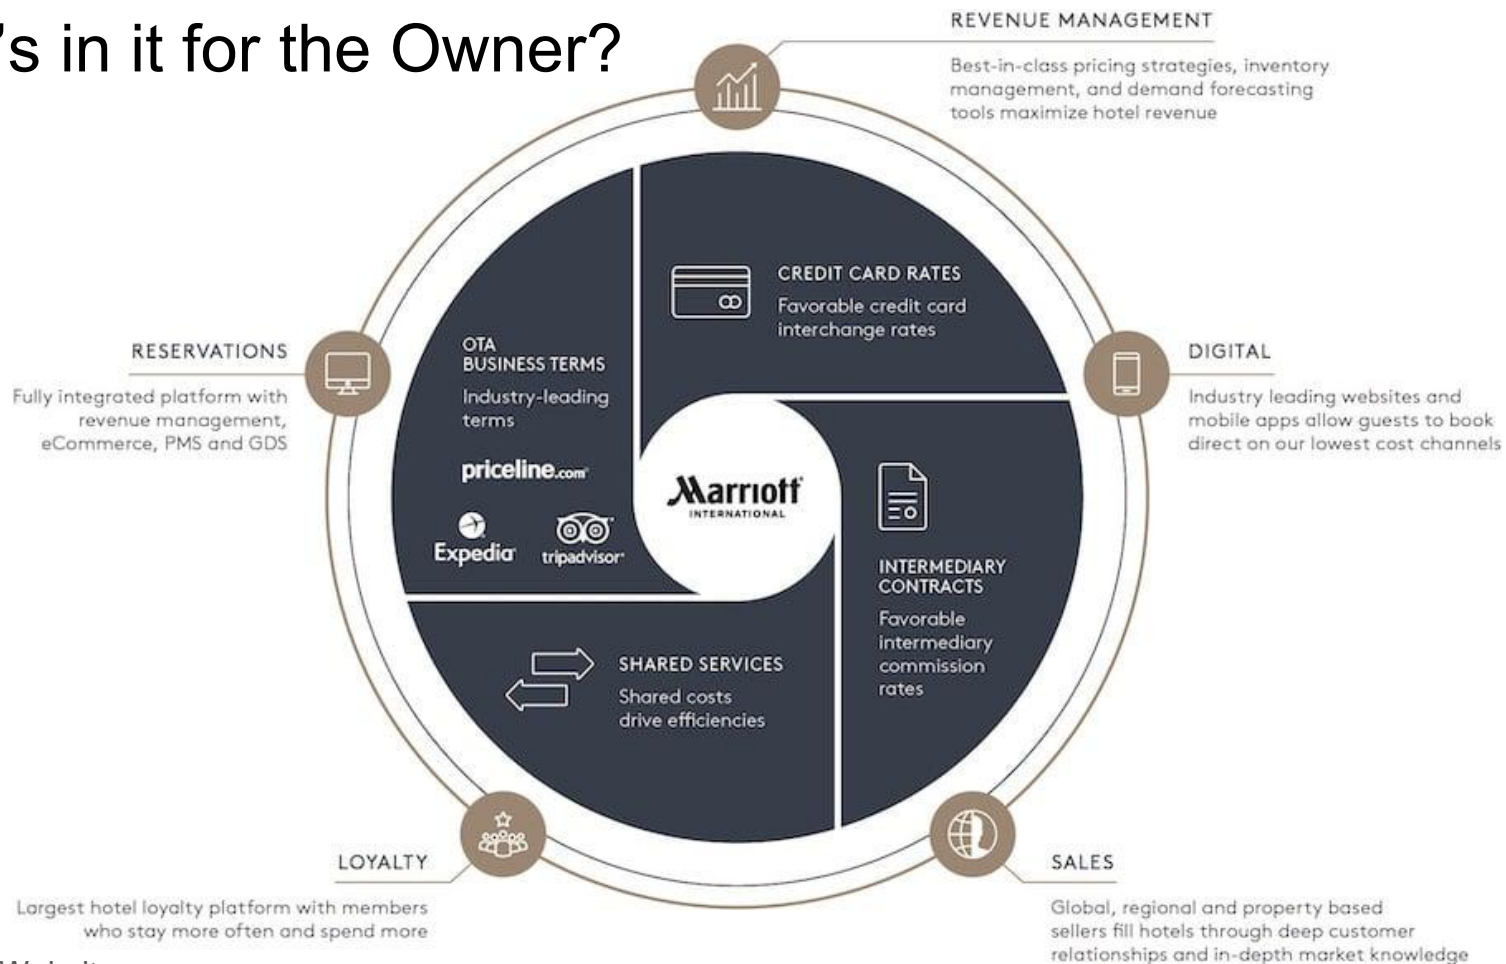 's in it for the Owner?
REVENUE MANAGEMENT
Best-in-class pricing strategies, inventory
management, and demand forecasting
tools maximize hotel revenue
CREDIT CARD RATES
Favorable credit card
interchange rates
OTA
BUSINESS TERMS
Industry-leading
terms
priceline.com
Expedia
tripadvisor
RESERVATIONS
Fully integrated platform with
revenue management,
eCommerce, PMS and GDS
DIGITAL
Industry leading websites and
mobile apps allow guests to book
direct on our lowest cost channels
Marriott
INTERNATIONAL
INTERMEDIARY
CONTRACTS
Favorable
intermediary
commission
rates
SHARED SERVICES
Shared costs
drive efficiencies
LOYALTY
Largest hotel loyalty platform with members
who stay more often and spend more
SALES
Global, regional and property based
sellers fill hotels through deep customer
relationships and in-depth market knowledge